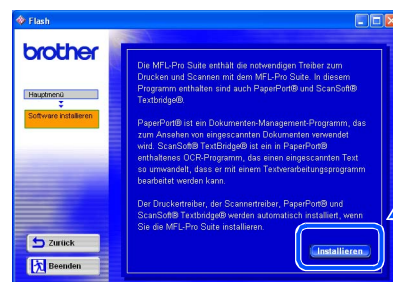 Flash
brother
Hauptmenü
Software installieren
Die MFL-Pro Suite enthält die notwendigen Treiber zum
Drucken und Scannen mit dem MFL-Pro Suite. In diesem
Programm enthalten sind auch PaperPort® und ScanSoft®
Textbridge®.
PaperPort® ist ein Dokumenten-Management-Programm, das
zum Ansehen von eingescannten Dokumenten verwendet
wird. ScanSoft® TextBridge® ist ein in PaperPort®
enthaltenes OCR-Programm, das einen eingescannten Text
so umwandelt, dass er mit einem Textverarbeitungsprogramm
bearbeitet werden kann.
Der Druckertreiber, der Scannertreiber, PaperPort® und
ScanSoft® Textbridge® werden automatisch installiert, wenn
Sie die MFL-Pro Suite installieren.
Zurück
Beenden
Installieren